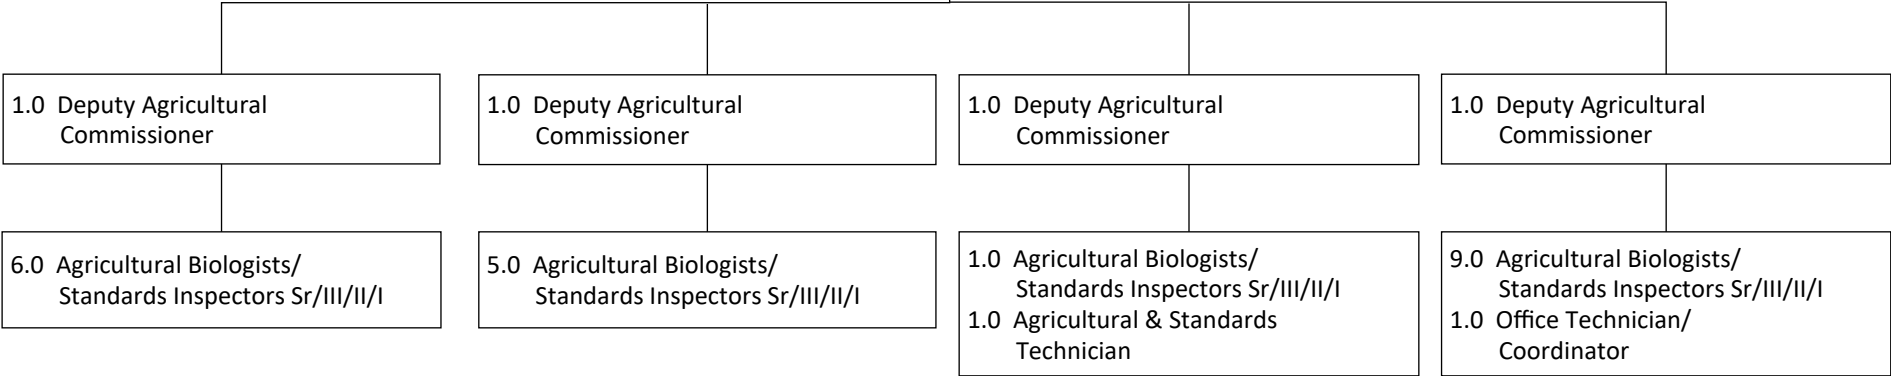 1.0 Deputy Agricultural
Commissioner
1.0 Deputy Agricultural
Commissioner
1.0 Deputy Agricultural
Commissioner
1.0 Deputy Agricultural
Commissioner
6.0 Agricultural Biologists/
Standards Inspectors Sr/III/II/I
5.0 Agricultural Biologists/
Standards Inspectors Sr/III/II/I
1.0 Agricultural Biologists/
Standards Inspectors Sr/III/II/I
1.0 Agricultural & Standards
Technician
9.0 Agricultural Biologists/
Standards Inspectors Sr/III/II/I
1.0 Office Technician/
Coordinator